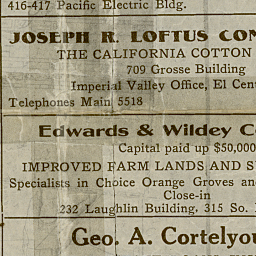 416-417 Pacific Electric Bldg.
JOSEPH R. LOFTUS
THE CALIFORNIA COTTON
709 Grosse Building
Imperial Valley Office, El
Telephones Main 5518
Edwards & Wildey
Capital paid up $50,000
IMPROVED FARM LANDS AND
Specialists in Choice Orange Groves
Close-in
232 Laughlin Building, 315 So.
Geo. A. Cortelyou